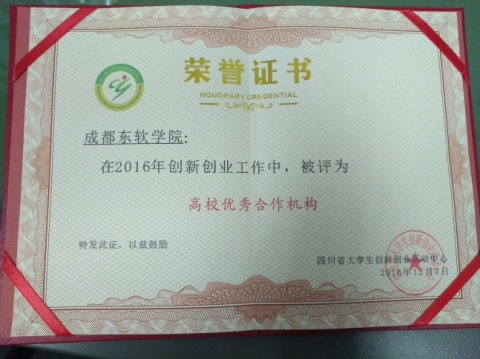 荣誉证书
HONORARY CREDENTIAL
成都东软学院:
在2016年创新创业工作中，被评为
高校优秀合作机构
特发此证，以兹鼓励
四川省大学生创新创业活动中心
2016年12月7日